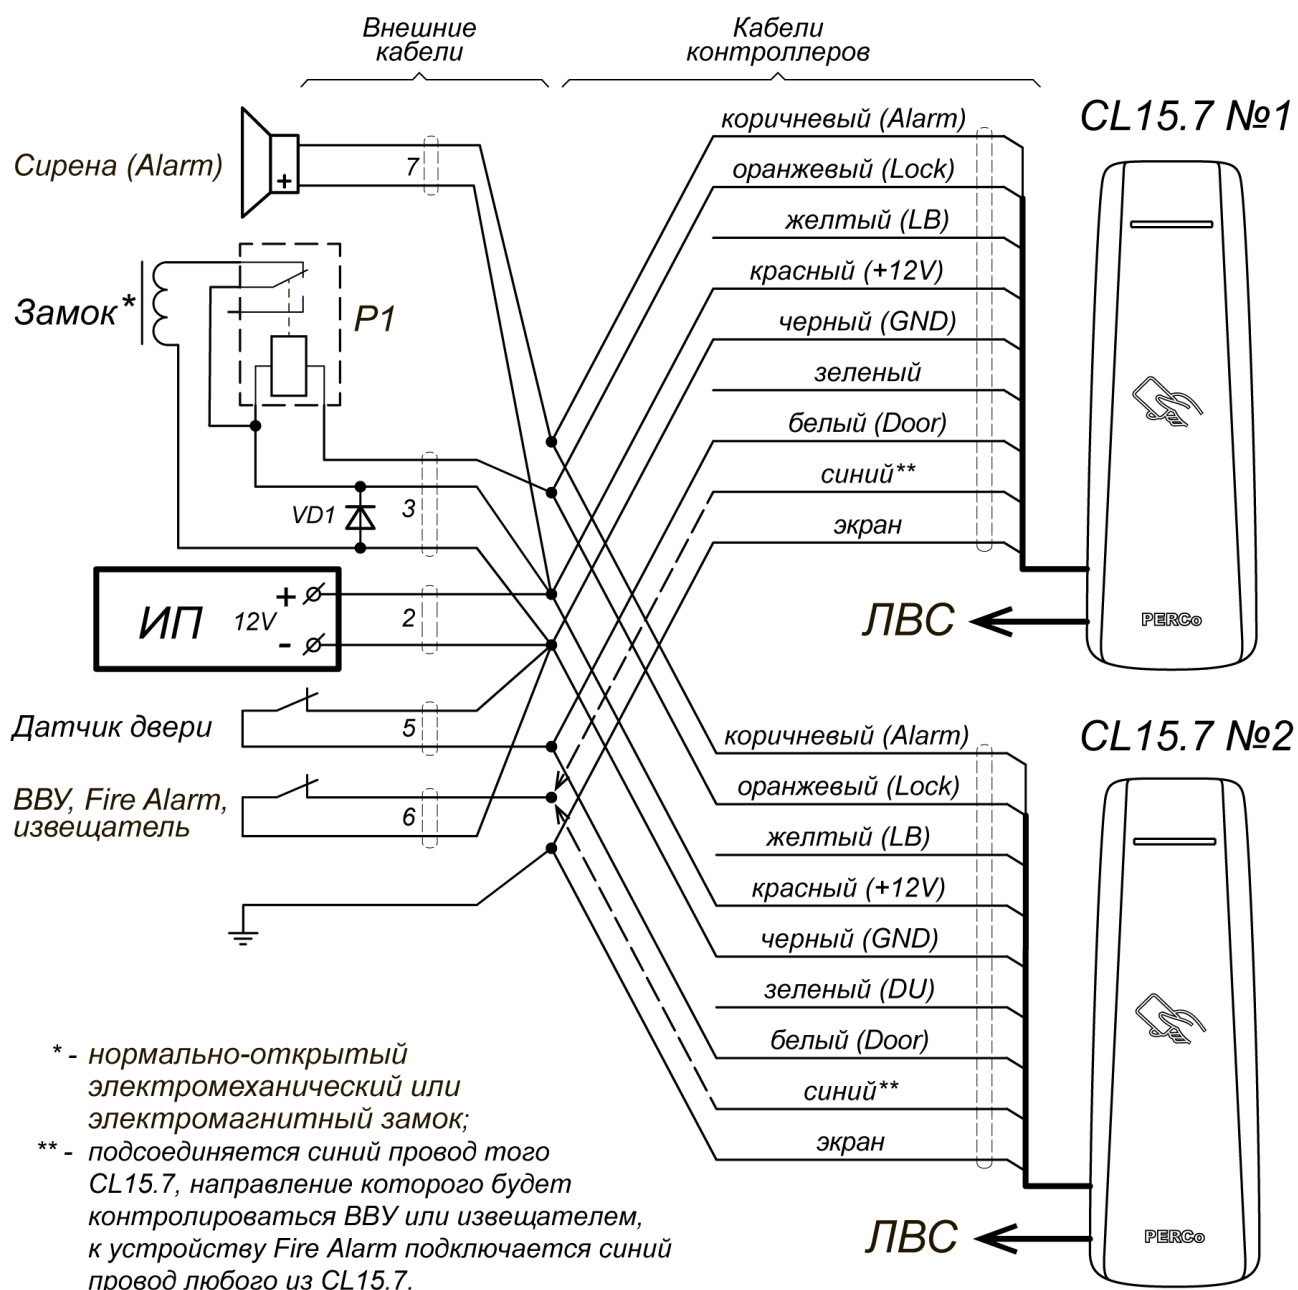 Внешние
кабели
Кабели
контроллеров
CL15.7 №1
коричневый (Alarm)
Сирена (Alarm)
+
7
оранжевый (Lock)
желтый (LB)
красный (+12V)
Замок*
P1
черный (GND)
зеленый
белый (Door)
синий**
VD1
3
экран
ИП
12V
+
-
2
ЛВС
PERCo
Датчик двери
5
CL15.7 №2
коричневый (Alarm)
оранжевый (Lock)
ВВУ, Fire Alarm,
извещатель
6
желтый (LB)
красный (+12V)
черный (GND)
зеленый (DU)
белый (Door)
синий**
экран
ЛВС
PERCo
* - нормально-открытый
электромеханический или
электромагнитный замок;
** - подсоединяется синий провод того
CL15.7, направление которого будет
контролироваться ВВУ или извещателем,
к устройству Fire Alarm подключается синий
провод любого из CL15.7.